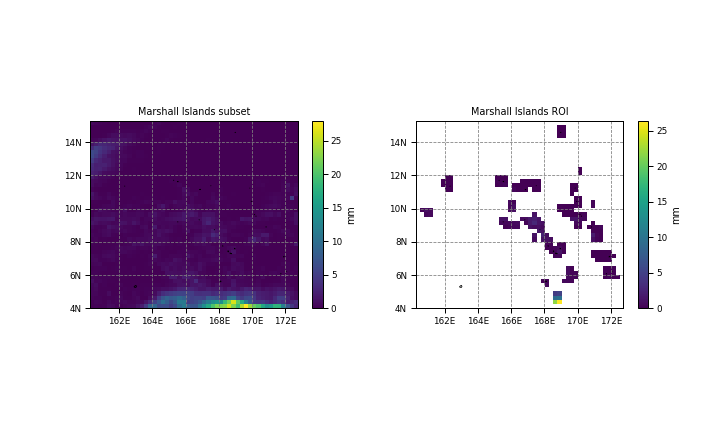 Marshall Islands subset
14N
12N
10N
8N
6N
4N
162E 164E 166E 168E 170E 172E
25
20
15
10
5
0
mm
Marshall Islands ROI
14N
12N
10N
8N
6N
4N
162E 164E 166E 168E 170E 172E
25
20
15
10
5
0
mm